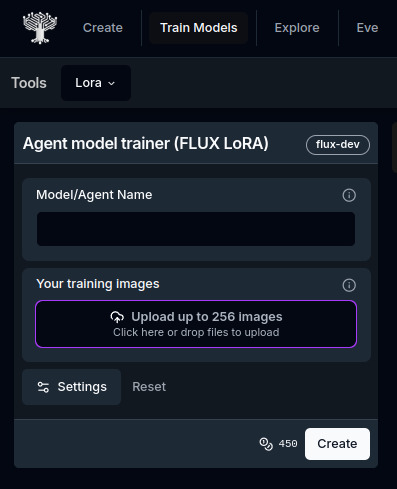 Create Train Models Explore Eve
Tools Lora
Agent model trainer (FLUX LoRA) flux-dev
Model/Agent Name
Your training images
Upload up to 256 images
Click here or drop files to upload
Settings Reset
450 Create